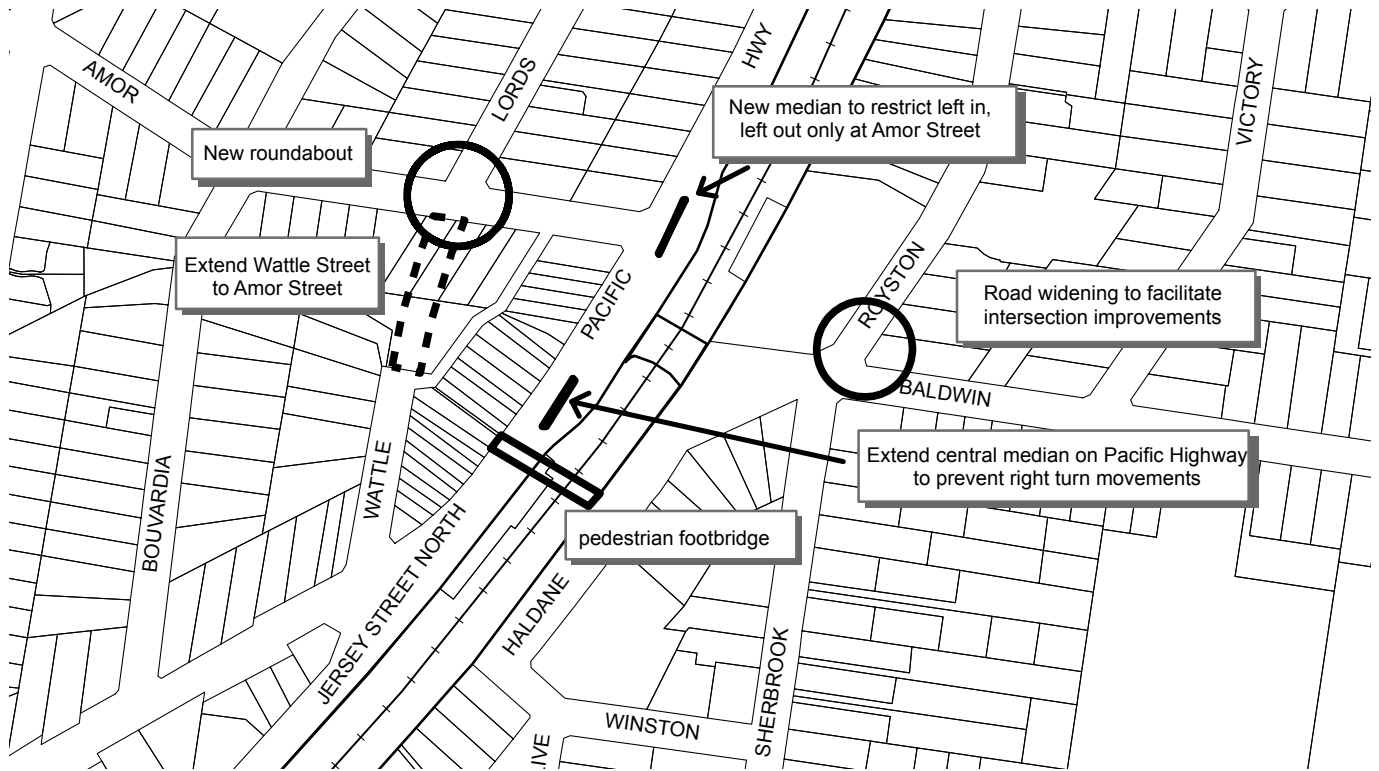 AMOR
LORDS
HWY
VICTORY
New median to restrict left in,
left out only at Amor Street
New roundabout
Extend Wattle Street
to Amor Street
PACIFIC
ROYSTON
Road widening to facilitate
intersection improvements
BALDWIN
Extend central median on Pacific Highway
to prevent right turn movements
BOUVARDIA
WATTLE
pedestrian footbridge
JERSEY STREET NORTH
HALDANE
SHERBROOK
WINSTON
IVE